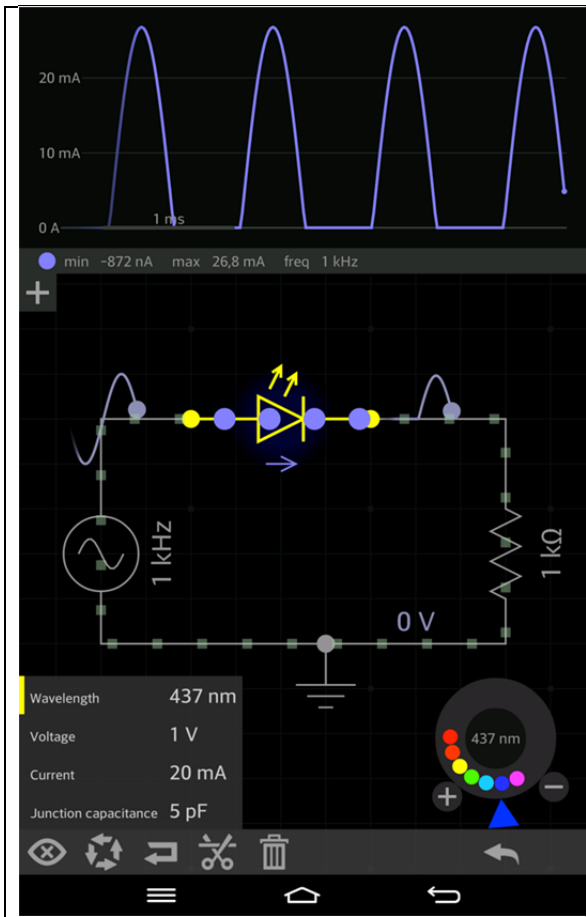 20 mA
10 mA
1 ms
0 A
min -872 nA max 26,8 mA freq 1 kHz
+
1 kHz
1 kΩ
0 V
Wavelength 437 nm
Voltage 1 V
Current 20 mA
Junction capacitance 5 pF
437 nm
+ −